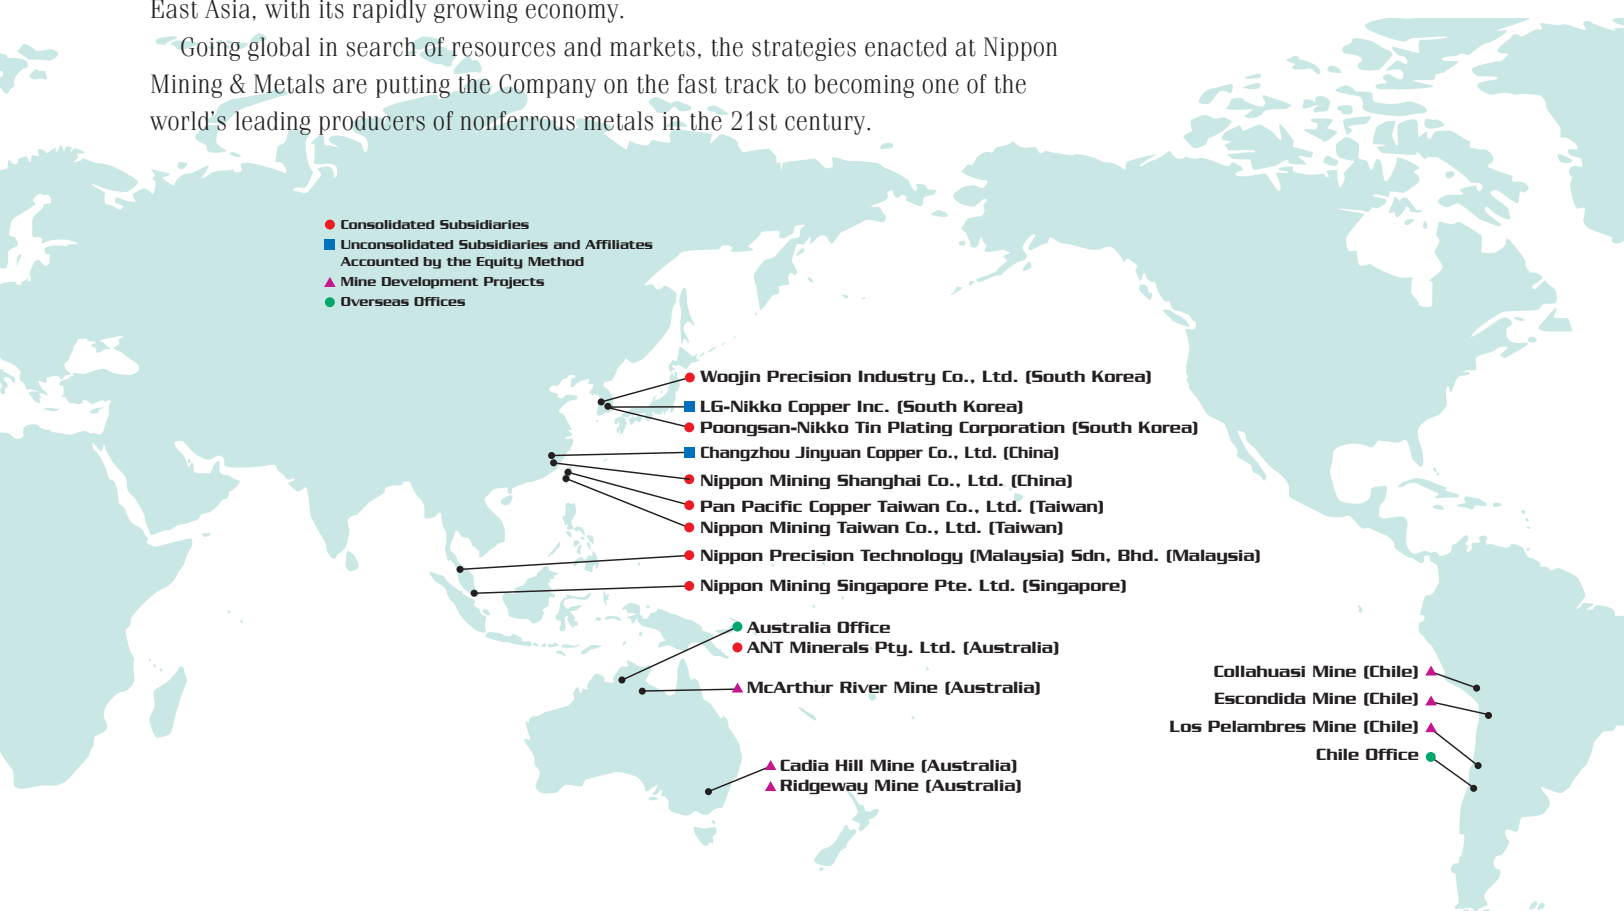 East Asia, with its rapidly growing economy.
Going global in search of resources and markets, the strategies enacted at Nippon
Mining & Metals are putting the Company on the fast track to becoming one of the
world's leading producers of nonferrous metals in the 21st century.
Consolidated Subsidiaries
Unconsolidated Subsidiaries and Affiliates
Accounted by the Equity Method
Mine Development Projects
Overseas Offices
Woojin Precision Industry Co., Ltd. (South Korea)
LG-Nikko Copper Inc. (South Korea)
Poongsan-Nikko Tin Plating Corporation (South Korea)
Changzhou Jinyuan Copper Co., Ltd. (China)
Nippon Mining Shanghai Co., Ltd. (China)
Pan Pacific Copper Taiwan Co., Ltd. (Taiwan)
Nippon Mining Taiwan Co., Ltd. (Taiwan)
Nippon Precision Technology (Malaysia) Sdn, Bhd. (Malaysia)
Nippon Mining Singapore Pte. Ltd. (Singapore)
Australia Office
ANT Minerals Pty. Ltd. (Australia)
McArthur River Mine (Australia)
Cadia Hill Mine (Australia)
Ridgeway Mine (Australia)
Collahuasi Mine (Chile)
Escondida Mine (Chile)
Los Pelambres Mine (Chile)
Chile Office